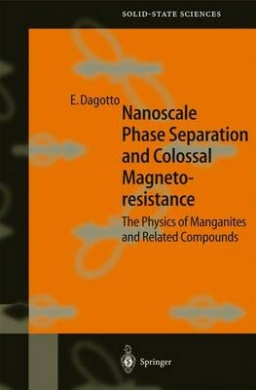 SOLID-STATE SCIENCES
E. Dagotto
Nanoscale
Phase Separation
and Colossal
Magneto-
resistance
The Physics of Manganites
and Related Compounds
Springer